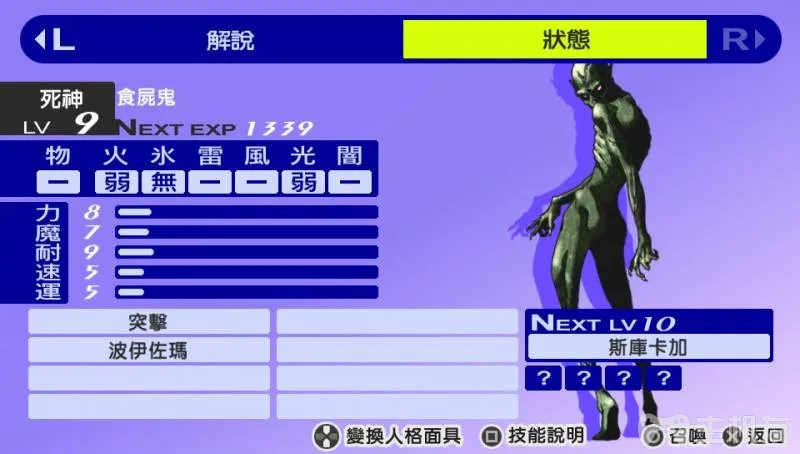 L 解說 狀態 R
死神 食屍鬼
LV 9 NEXT EXP 1339
物 火 氷 雷 風 光 闇
一 弱 無 一 一 弱 一
力 8
魔 7
耐 9
速 5
運 5
突擊
波伊佐瑪
NEXT LV 10
斯庫卡加
? ? ? ?
變換人格面具 技能說明 召喚 返回